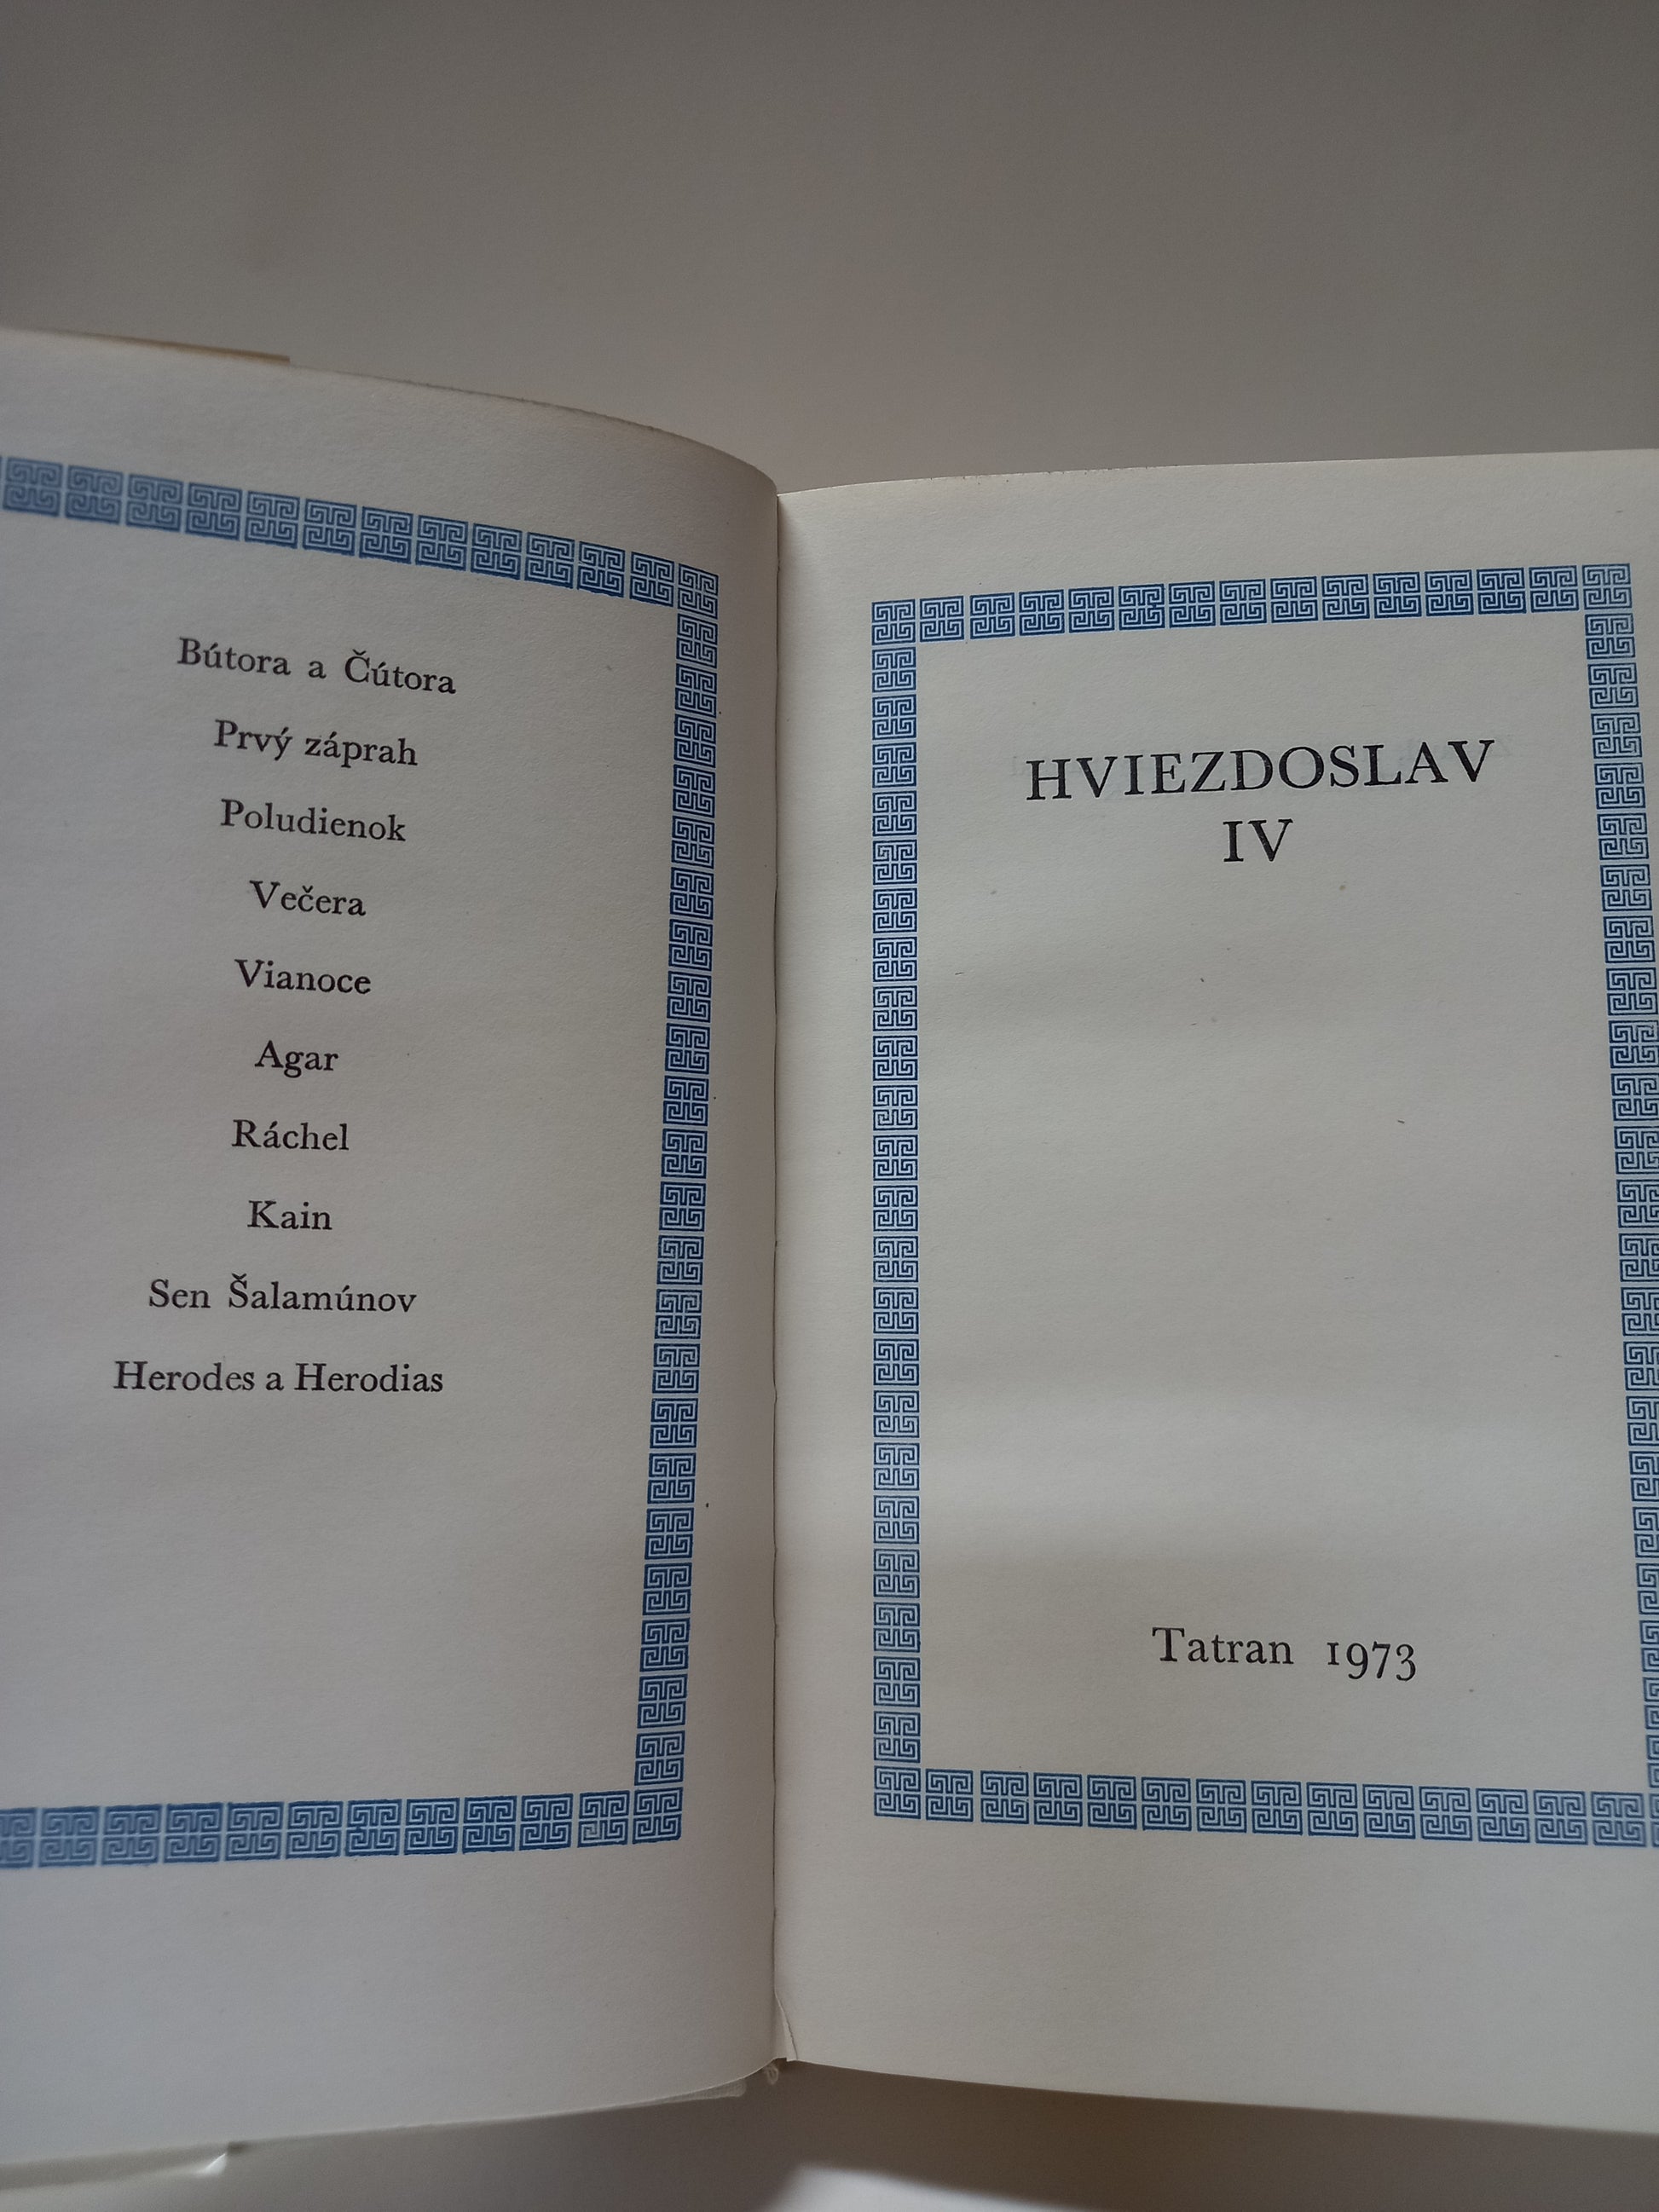 Bútora a Čútora
Prvý záprah
Poludienok
Večera
Vianoce
Agar
Ráchel
Kain
Sen Šalamúnov
Herodes a Herodias
HVIEZDOSLAV
IV
Tatran 1973